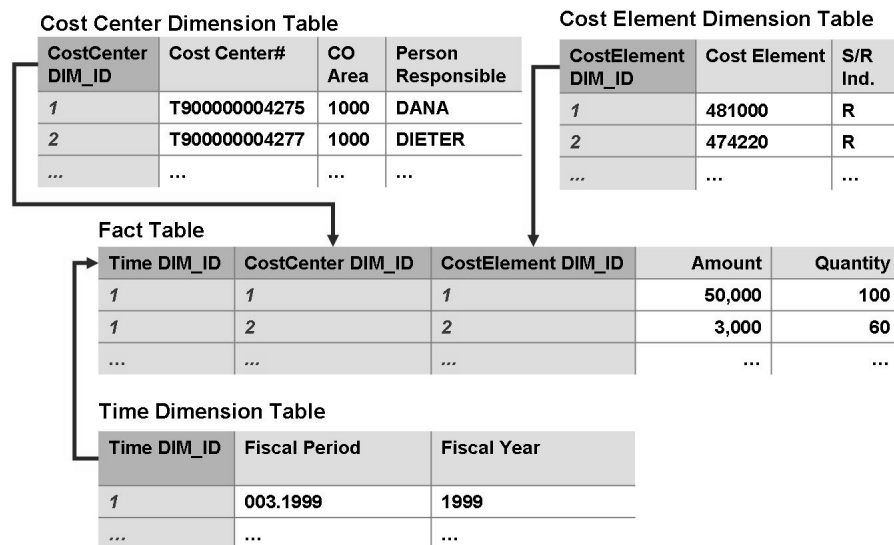 Cost Center Dimension Table
CostCenter DIM_ID Cost Center# CO Area Person Responsible
1 T900000004275 1000 DANA
2 T900000004277 1000 DIETER
... ... ... ...
Cost Element Dimension Table
CostElement DIM_ID Cost Element S/R Ind.
1 481000 R
2 474220 R
... ... ...
Fact Table
Time DIM_ID CostCenter DIM_ID CostElement DIM_ID Amount Quantity
1 1 1 50,000 100
1 2 2 3,000 60
... ... ... ... ...
Time Dimension Table
Time DIM_ID Fiscal Period Fiscal Year
1 003.1999 1999
... ... ...